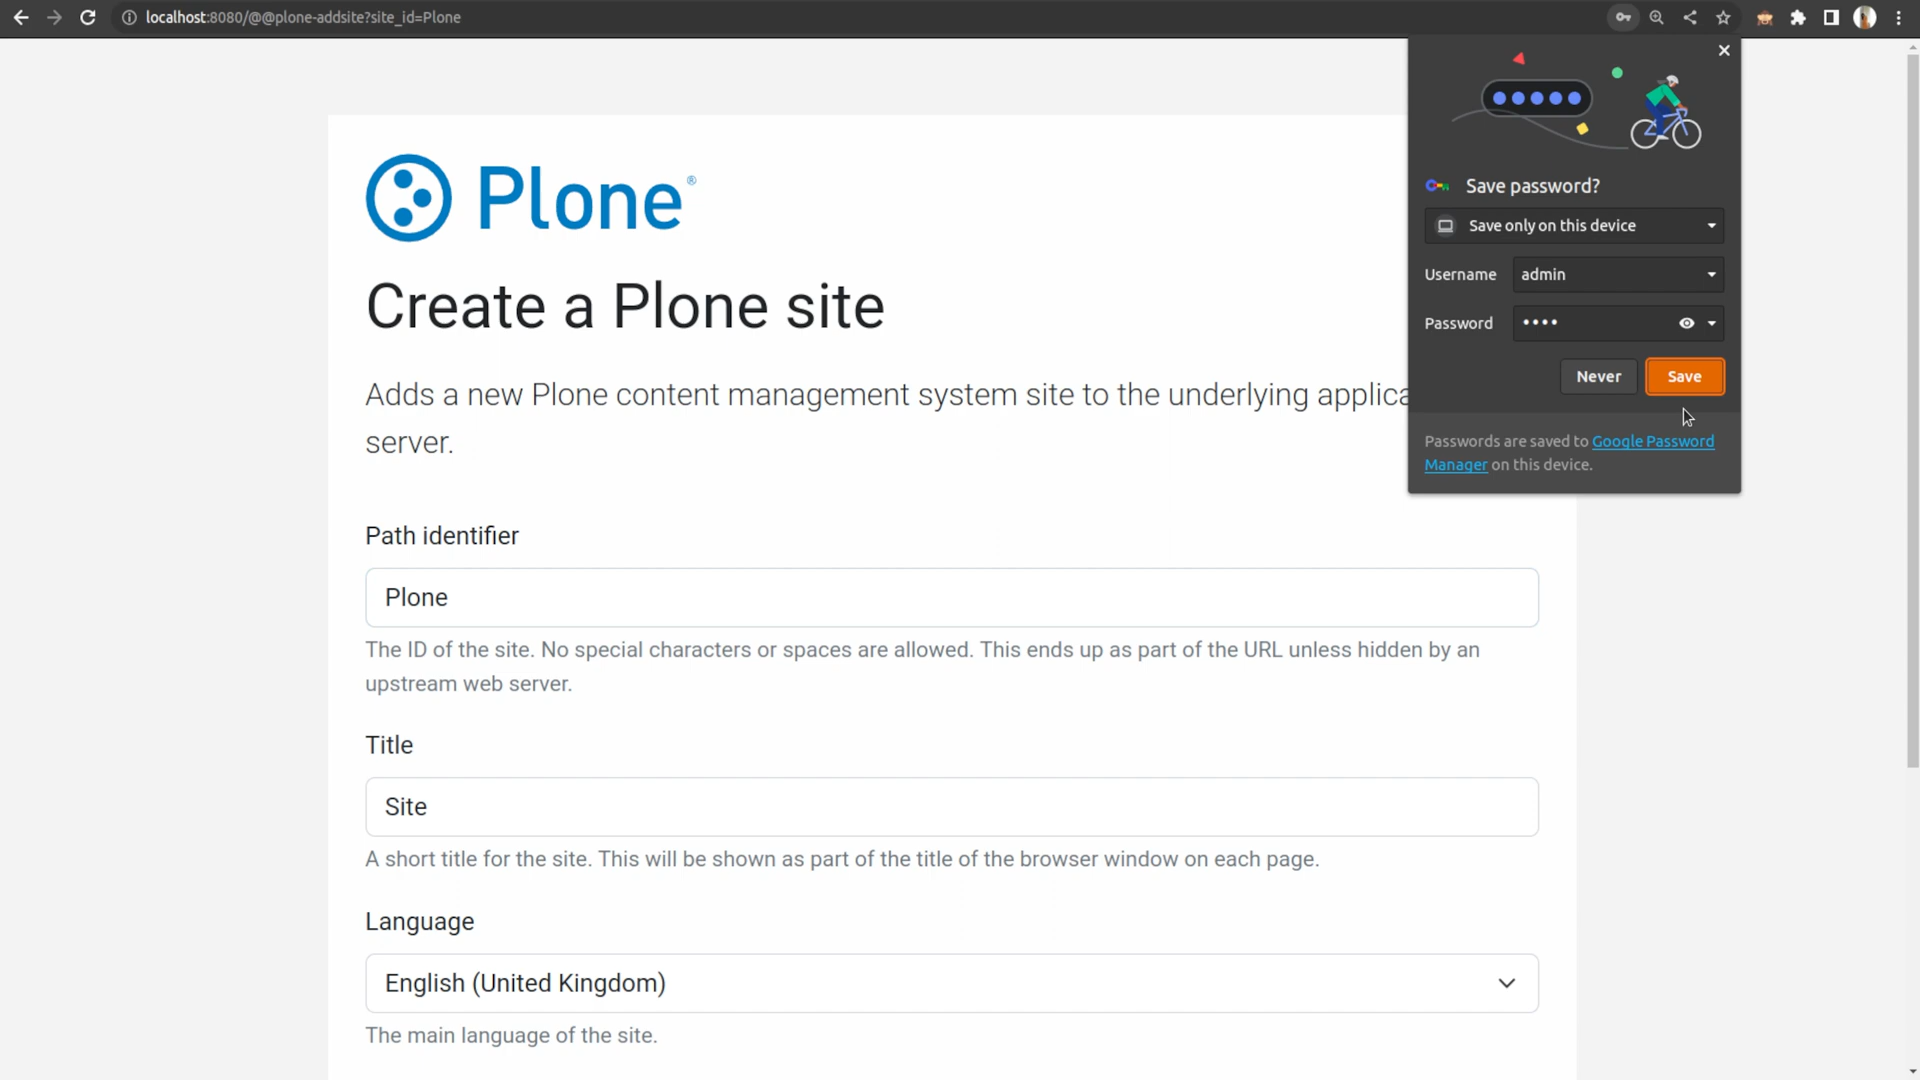 localhost:8080/@@plone-addsite?site_id=Plone
Save password?
Save only on this device
Username admin
Password ••••
Never Save
Passwords are saved to Google Password
Manager on this device.
Plone®
Create a Plone site
Adds a new Plone content management system site to the underlying applica
server.
Path identifier
Plone
The ID of the site. No special characters or spaces are allowed. This ends up as part of the URL unless hidden by an
upstream web server.
Title
Site
A short title for the site. This will be shown as part of the title of the browser window on each page.
Language
English (United Kingdom)
The main language of the site.